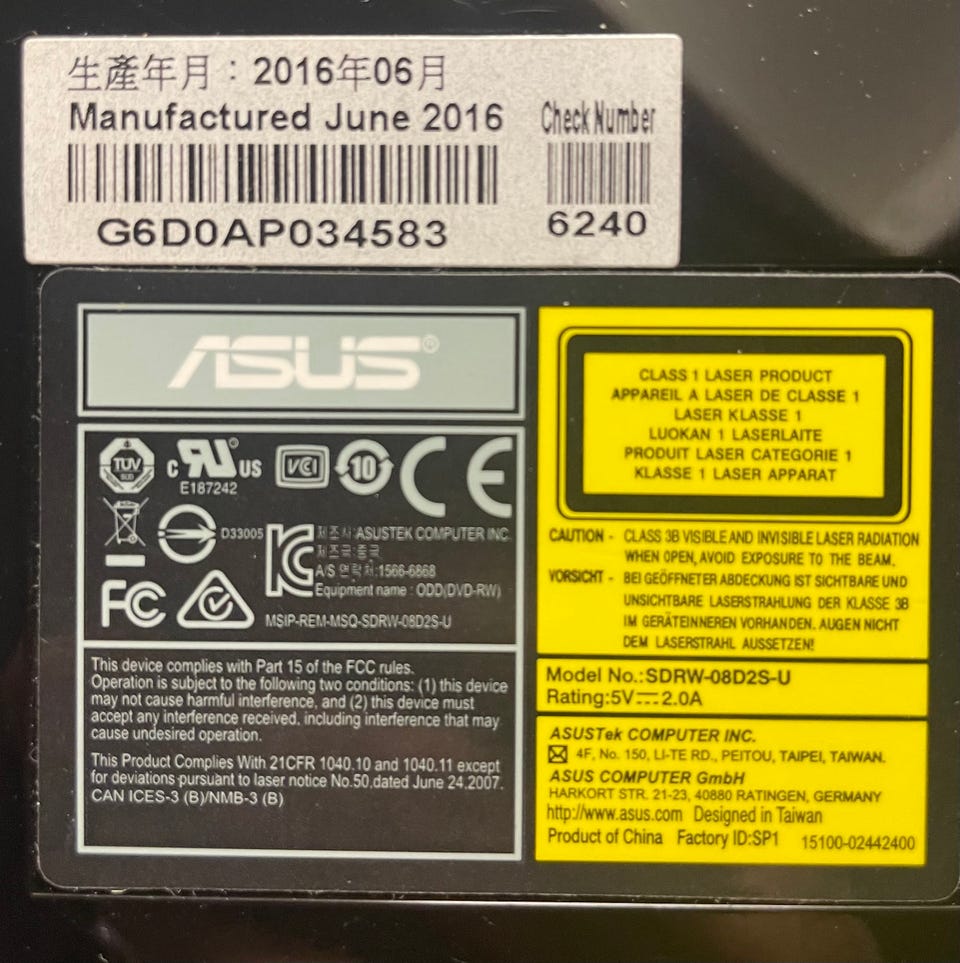 生產年月：2016年06月
Manufactured June 2016
Check Number
G6D0AP034583
6240
ASUS®
TUV
SÜD
c RU® US
E187242
VCI
10
CE
D33005
제조사:ASUSTEK COMPUTER INC.
제조국:중국
A/S 연락처:1566-6868
Equipment name : ODD(DVD-RW)
FC
MSIP-REM-MSQ-SDRW-08D2S-U
This device complies with Part 15 of the FCC rules.
Operation is subject to the following two conditions: (1) this device
may not cause harmful interference, and (2) this device must
accept any interference received, including interference that may
cause undesired operation.
This Product Complies With 21CFR 1040.10 and 1040.11 except
for deviations pursuant to laser notice No.50,dated June 24,2007.
CAN ICES-3 (B)/NMB-3 (B)
CLASS 1 LASER PRODUCT
APPAREIL A LASER DE CLASSE 1
LASER KLASSE 1
LUOKAN 1 LASERLAITE
PRODUIT LASER CATEGORIE 1
KLASSE 1 LASER APPARAT
CAUTION - CLASS 3B VISIBLE AND INVISIBLE LASER RADIATION
WHEN OPEN, AVOID EXPOSURE TO THE BEAM.
VORSICHT - BEI GEÖFFNETER ABDECKUNG IST SICHTBARE UND
UNSICHTBARE LASERSTRAHLUNG DER KLASSE 3B
IM GERÄTEINNEREN VORHANDEN. AUGEN NICHT
DEM LASERSTRAHL AUSSETZEN!
Model No.:SDRW-08D2S-U
Rating:5V⎓2.0A
ASUSTeK COMPUTER INC.
4F, No. 150, LI-TE RD., PEITOU, TAIPEI, TAIWAN.
ASUS COMPUTER GmbH
HARKORT STR. 21-23, 40880 RATINGEN, GERMANY
http://www.asus.com Designed in Taiwan
Product of China Factory ID:SP1 15100-02442400